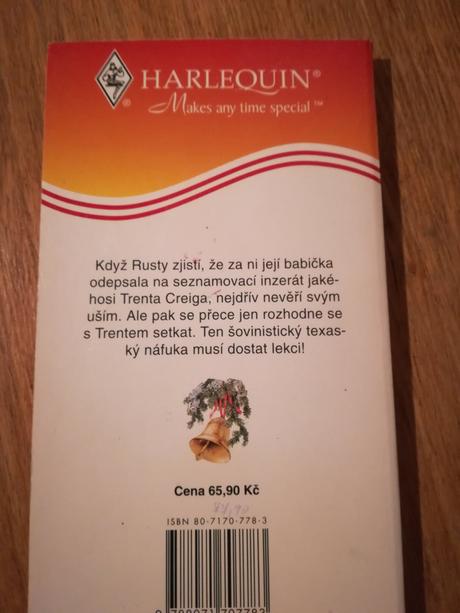 HARLEQUIN®
®
Makes any time special™
Když Rusty zjistí, že za ni její babička
odepsala na seznamovací inzerát jaké-
hosi Trenta Creiga, nejdřív nevěří svým
uším. Ale pak se přece jen rozhodne se
s Trentem setkat. Ten šovinistický texas-
ký náfuka musí dostat lekci!
Cena 65,90 Kč
ISBN 80-7170-778-3